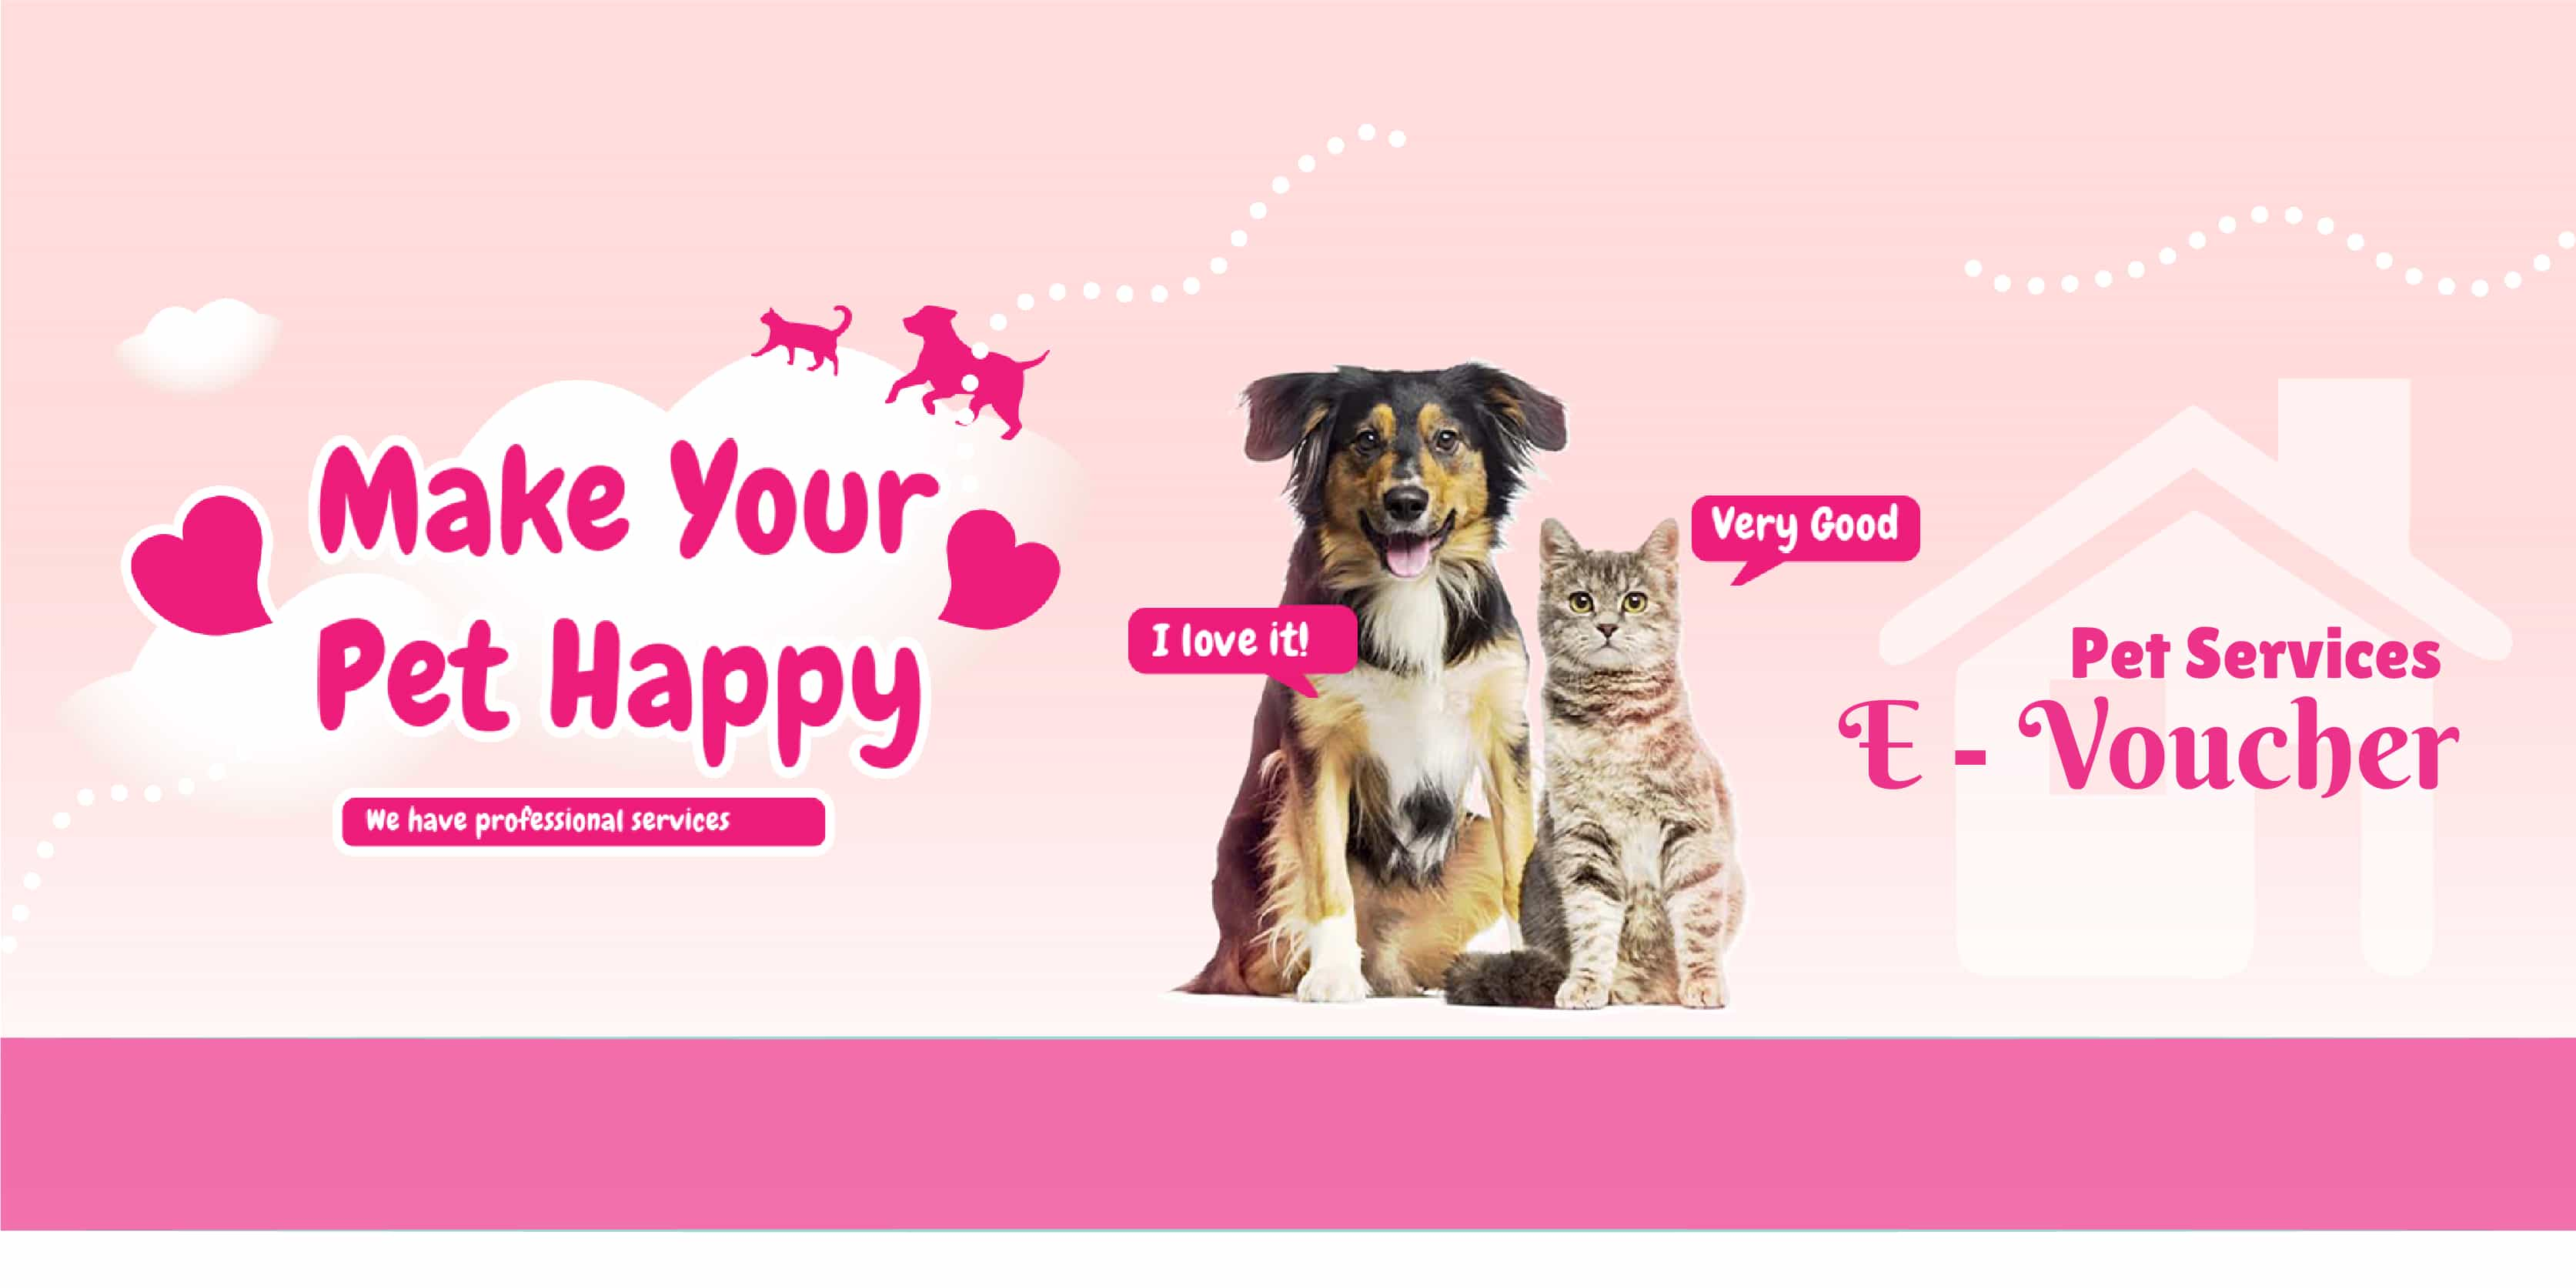 Make Your
Pet Happy
We have professional services
I love it!
Very Good
Pet Services
E - Voucher